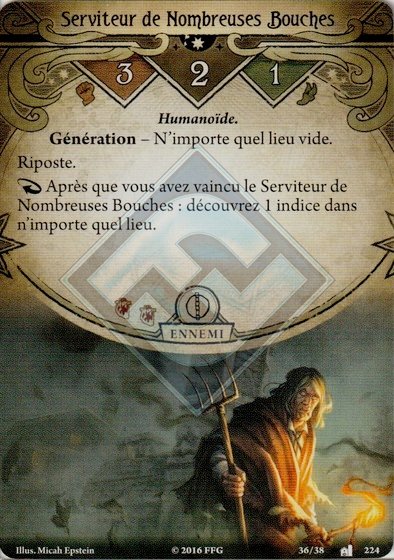 Serviteur de Nombreuses Bouches
3 2 1
Humanoïde.
Génération – N'importe quel lieu vide.
Riposte.
Après que vous avez vaincu le Serviteur de
Nombreuses Bouches : découvrez 1 indice dans
n'importe quel lieu.
ENNEMI
Illus. Micah Epstein © 2016 FFG 36/38 224